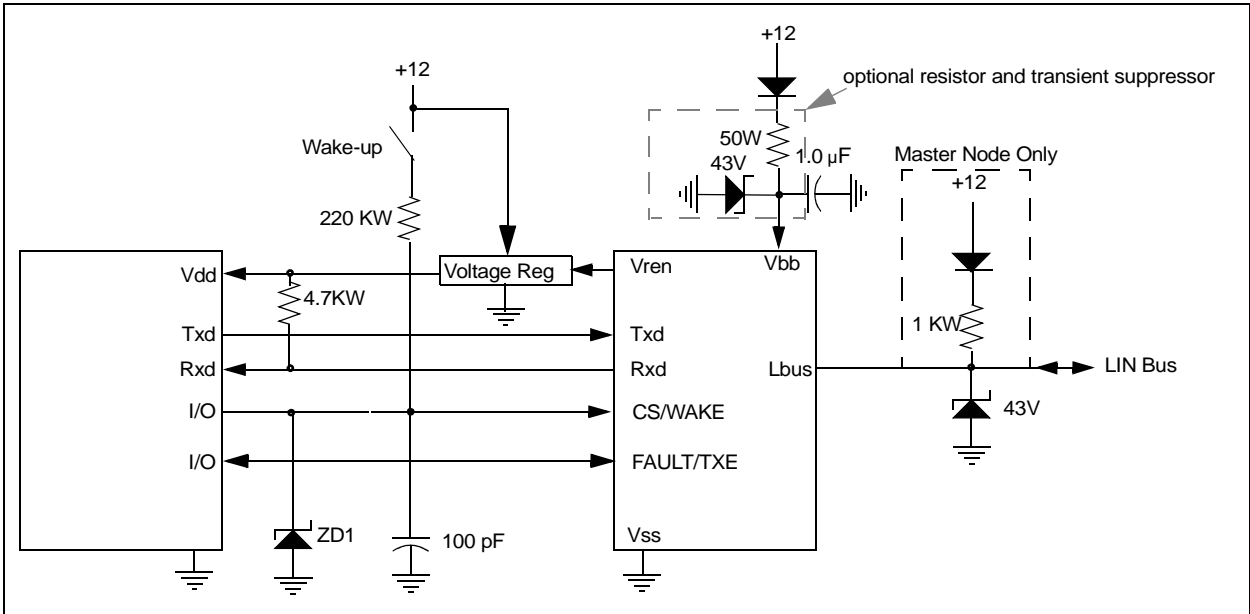 +12
optional resistor and transient suppressor
+12
Wake-up
50W
43V
1.0 µF
Master Node Only
+12
220 KW
Vdd
Voltage Reg
Vren
Vbb
4.7KW
1 KW
Txd
Txd
Rxd
Rxd
Lbus
LIN Bus
I/O
CS/WAKE
43V
I/O
FAULT/TXE
ZD1
100 pF
Vss